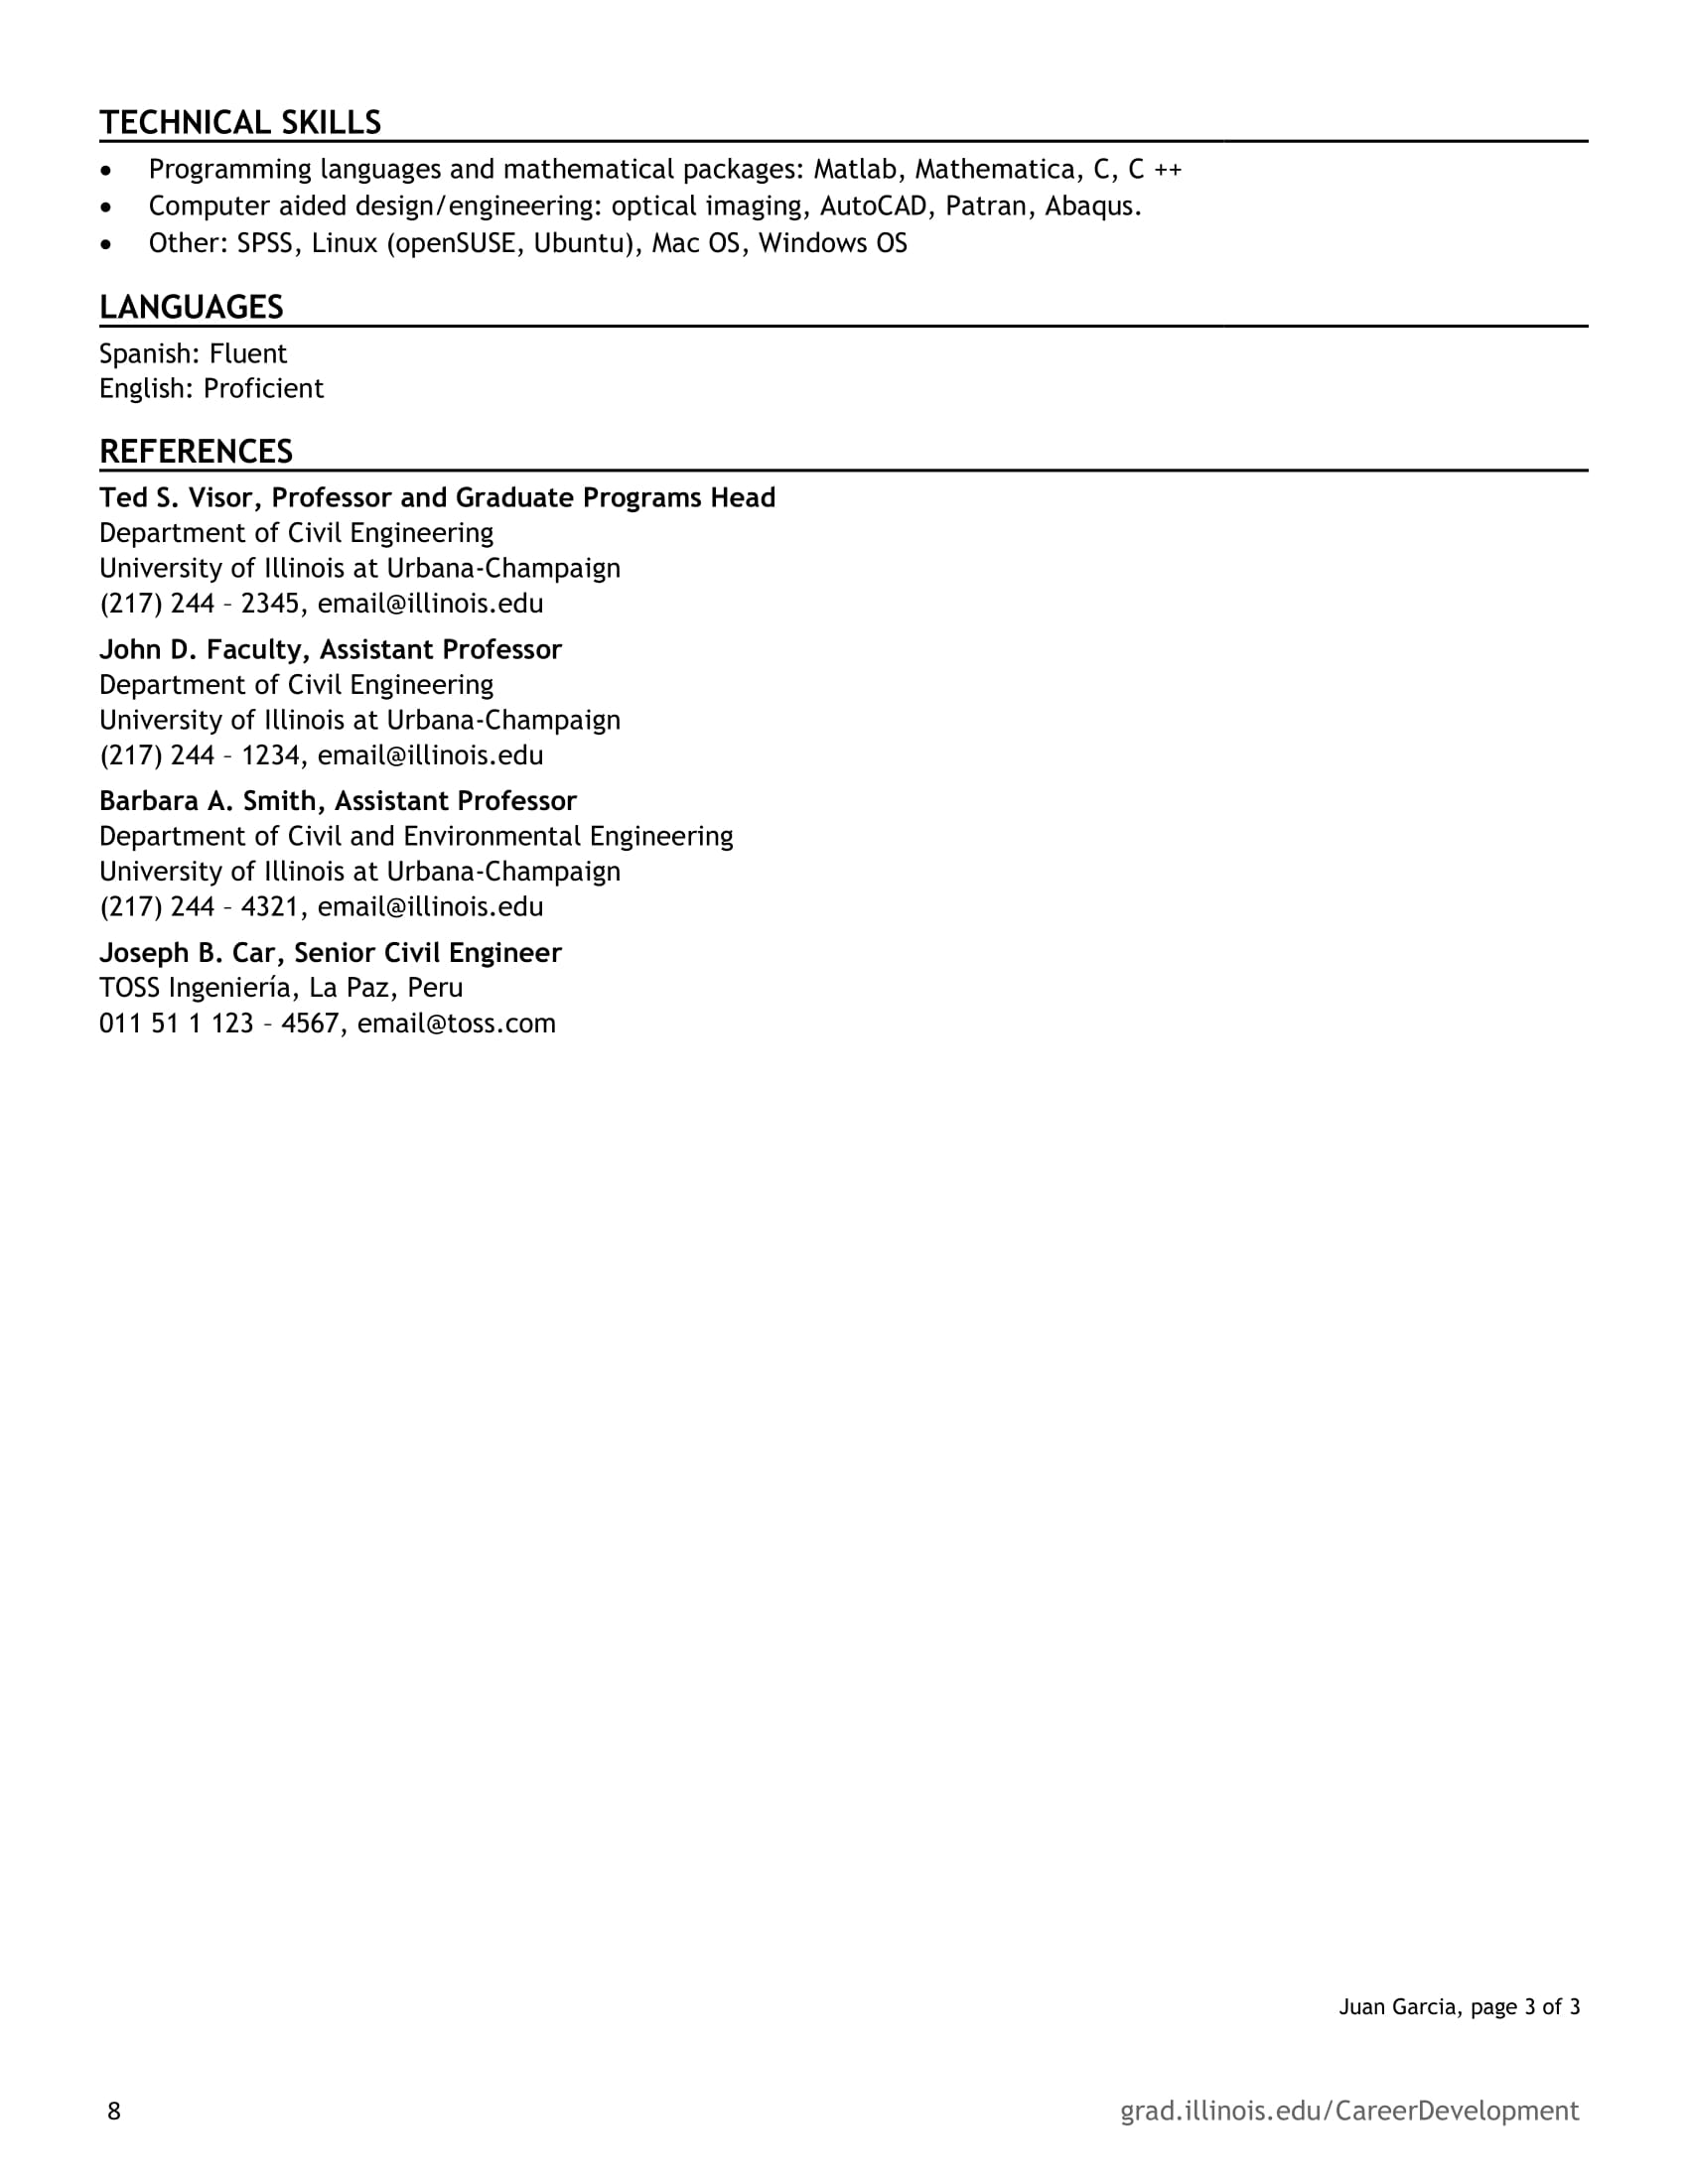 TECHNICAL SKILLS
• Programming languages and mathematical packages: Matlab, Mathematica, C, C ++
• Computer aided design/engineering: optical imaging, AutoCAD, Patran, Abaqus.
• Other: SPSS, Linux (openSUSE, Ubuntu), Mac OS, Windows OS
LANGUAGES
Spanish: Fluent
English: Proficient
REFERENCES
Ted S. Visor, Professor and Graduate Programs Head
Department of Civil Engineering
University of Illinois at Urbana-Champaign
(217) 244 – 2345, email@illinois.edu
John D. Faculty, Assistant Professor
Department of Civil Engineering
University of Illinois at Urbana-Champaign
(217) 244 – 1234, email@illinois.edu
Barbara A. Smith, Assistant Professor
Department of Civil and Environmental Engineering
University of Illinois at Urbana-Champaign
(217) 244 – 4321, email@illinois.edu
Joseph B. Car, Senior Civil Engineer
TOSS Ingeniería, La Paz, Peru
011 51 1 123 – 4567, email@toss.com
Juan Garcia, page 3 of 3
8 grad.illinois.edu/CareerDevelopment